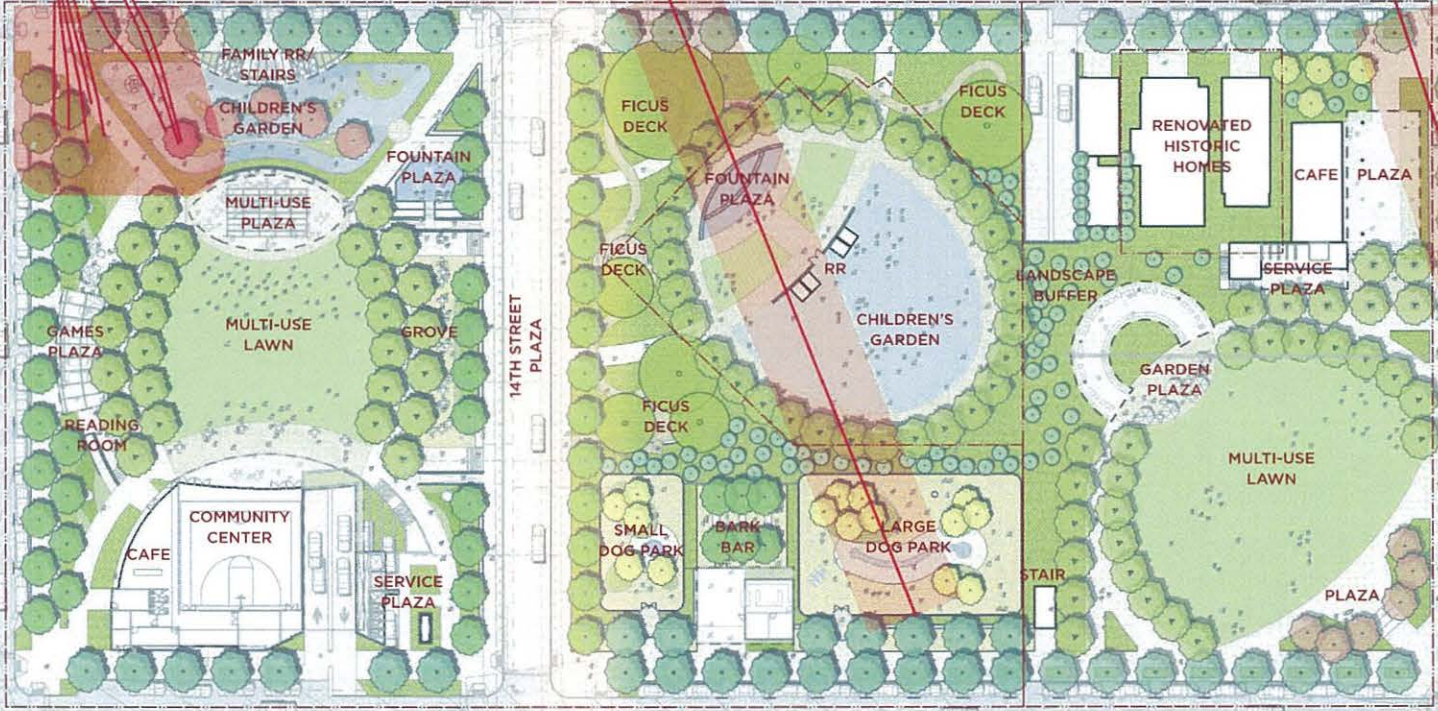 FAMILY RR/
STAIRS
CHILDREN'S
GARDEN
FOUNTAIN
PLAZA
MULTI-USE
PLAZA
GAMES
PLAZA
MULTI-USE
LAWN
GROVE
READING
ROOM
COMMUNITY
CENTER
CAFE
SERVICE
PLAZA
14TH STREET
PLAZA
FICUS
DECK
FICUS
DECK
FOUNTAIN
PLAZA
FICUS
DECK
RR
CHILDREN'S
GARDEN
FICUS
DECK
SMALL
DOG PARK
BARK
BAR
LARGE
DOG PARK
RENOVATED
HISTORIC
HOMES
CAFE
PLAZA
LANDSCAPE
BUFFER
SERVICE
PLAZA
GARDEN
PLAZA
MULTI-USE
LAWN
STAIR
PLAZA